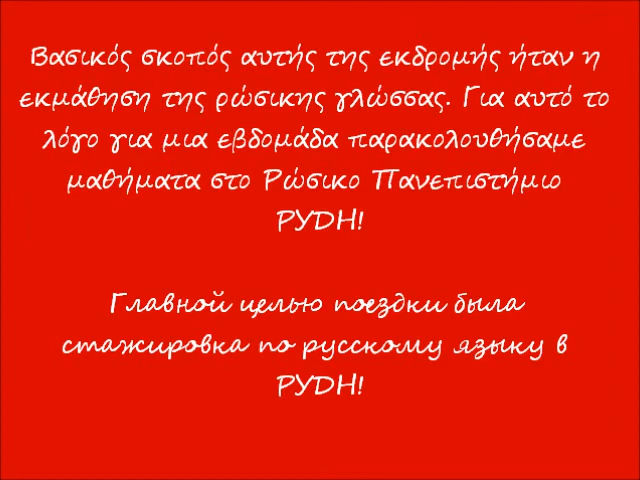 Βασικός σκοπός αυτής της εκδρομής ήταν η
εκμάθηση της ρώσικης γλώσσας. Για αυτό το
λόγο για μια εβδομάδα παρακολουθήσαμε
μαθήματα στο Ρώσικο Πανεπιστήμιο
РУДН!
Главной целью поездки была
стажировка по русскому языку в
РУДН!